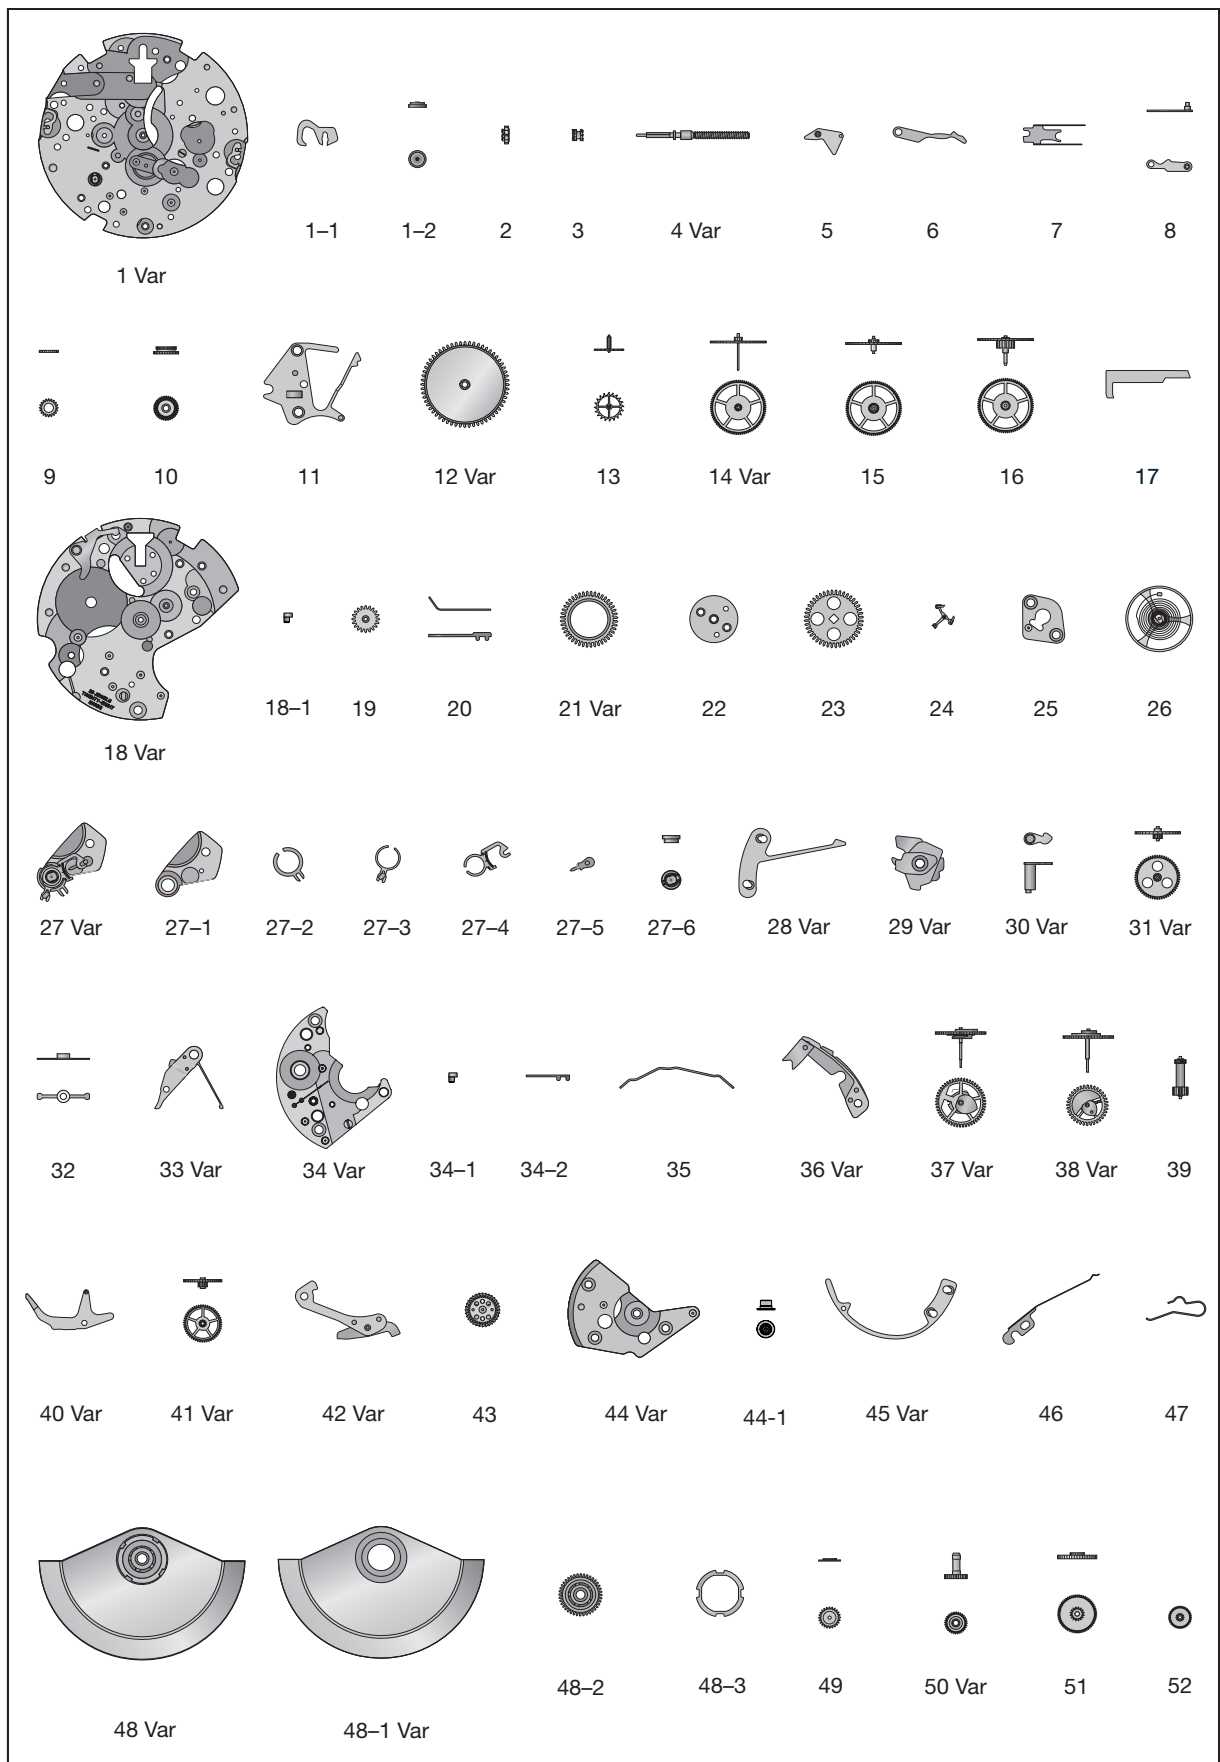 1–1 1–2 2 3 4 Var 5 6 7 8
1 Var
9 10 11 12 Var 13 14 Var 15 16 17
18–1 19 20 21 Var 22 23 24 25 26
18 Var
27 Var 27–1 27–2 27–3 27–4 27–5 27–6 28 Var 29 Var 30 Var 31 Var
32 33 Var 34 Var 34–1 34–2 35 36 Var 37 Var 38 Var 39
40 Var 41 Var 42 Var 43 44 Var 44-1 45 Var 46 47
48–2 48–3 49 50 Var 51 52
48 Var 48–1 Var